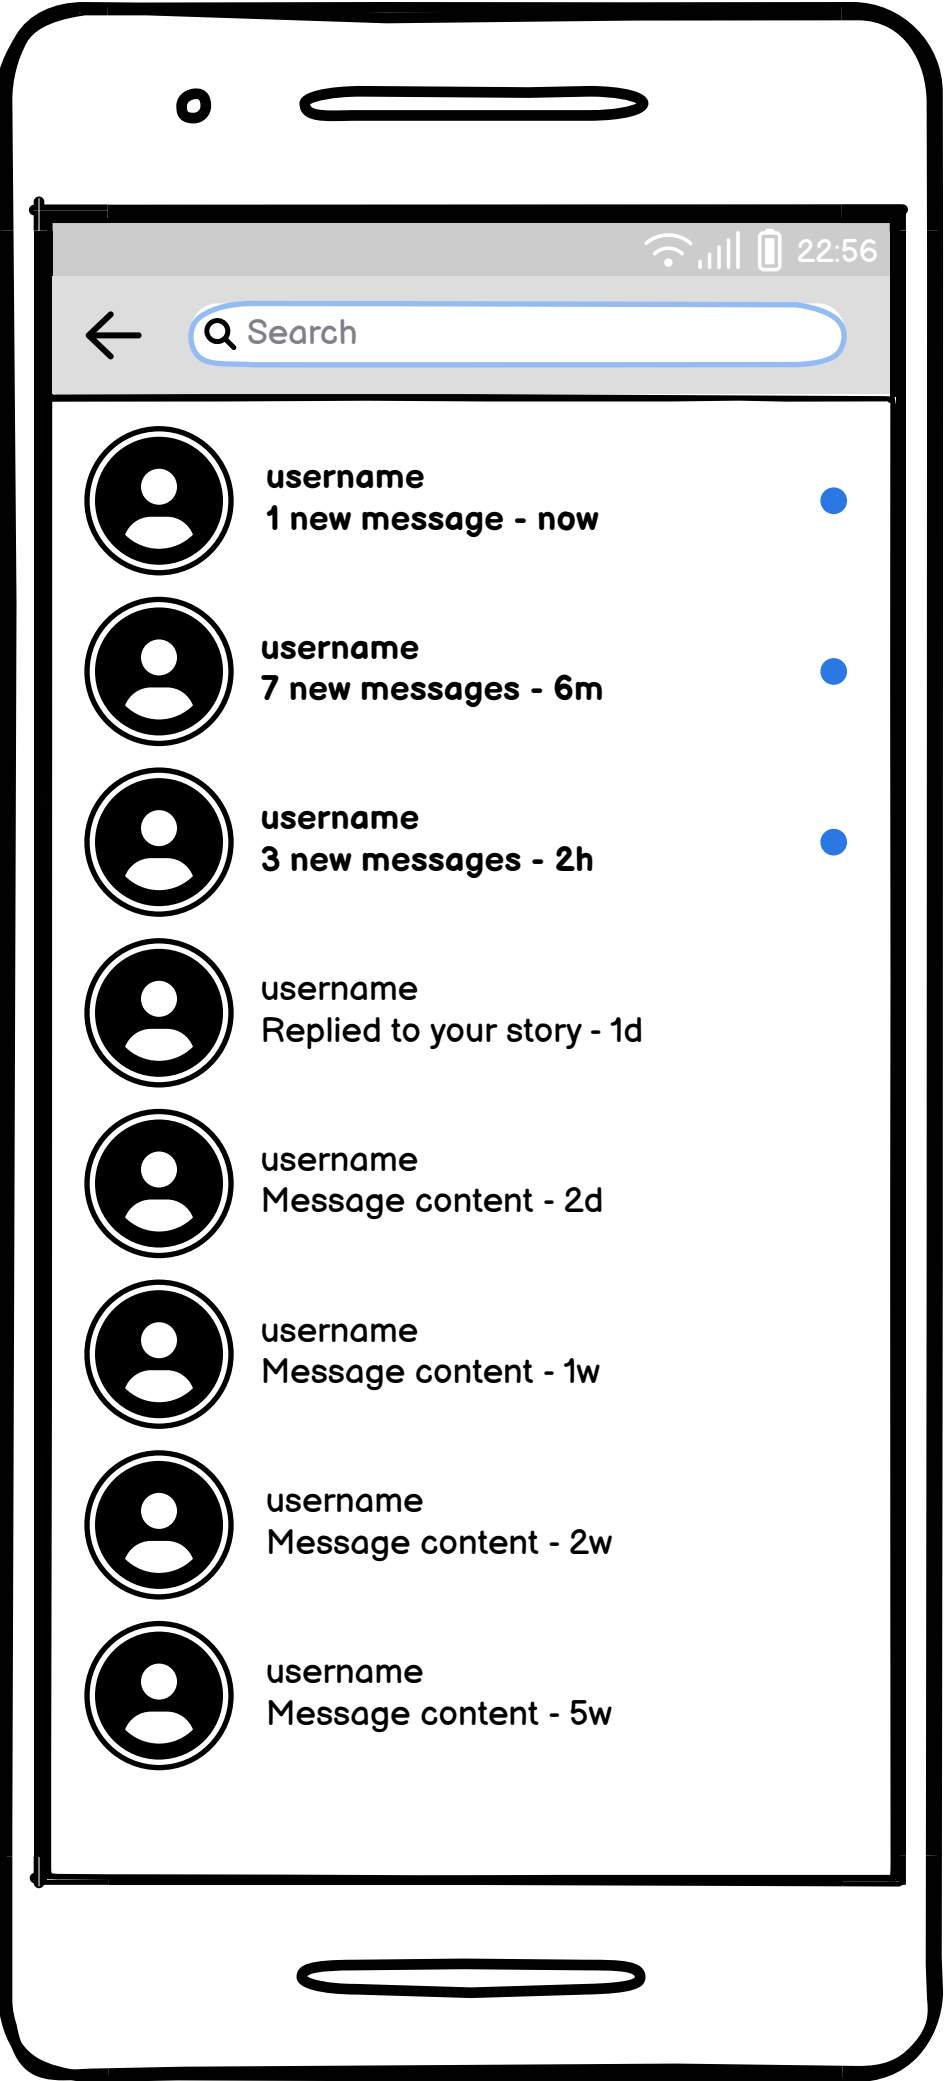 22:56
Search
username
1 new message - now
username
7 new messages - 6m
username
3 new messages - 2h
username
Replied to your story - 1d
username
Message content - 2d
username
Message content - 1w
username
Message content - 2w
username
Message content - 5w